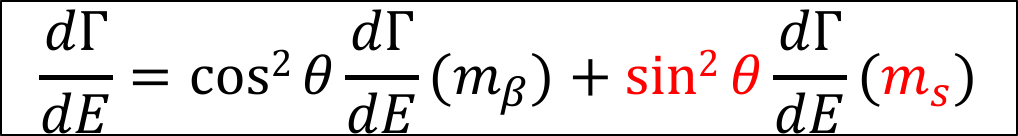 dΓ/dE = cos² θ dΓ/dE (m_β) + sin² θ dΓ/dE (m_s)